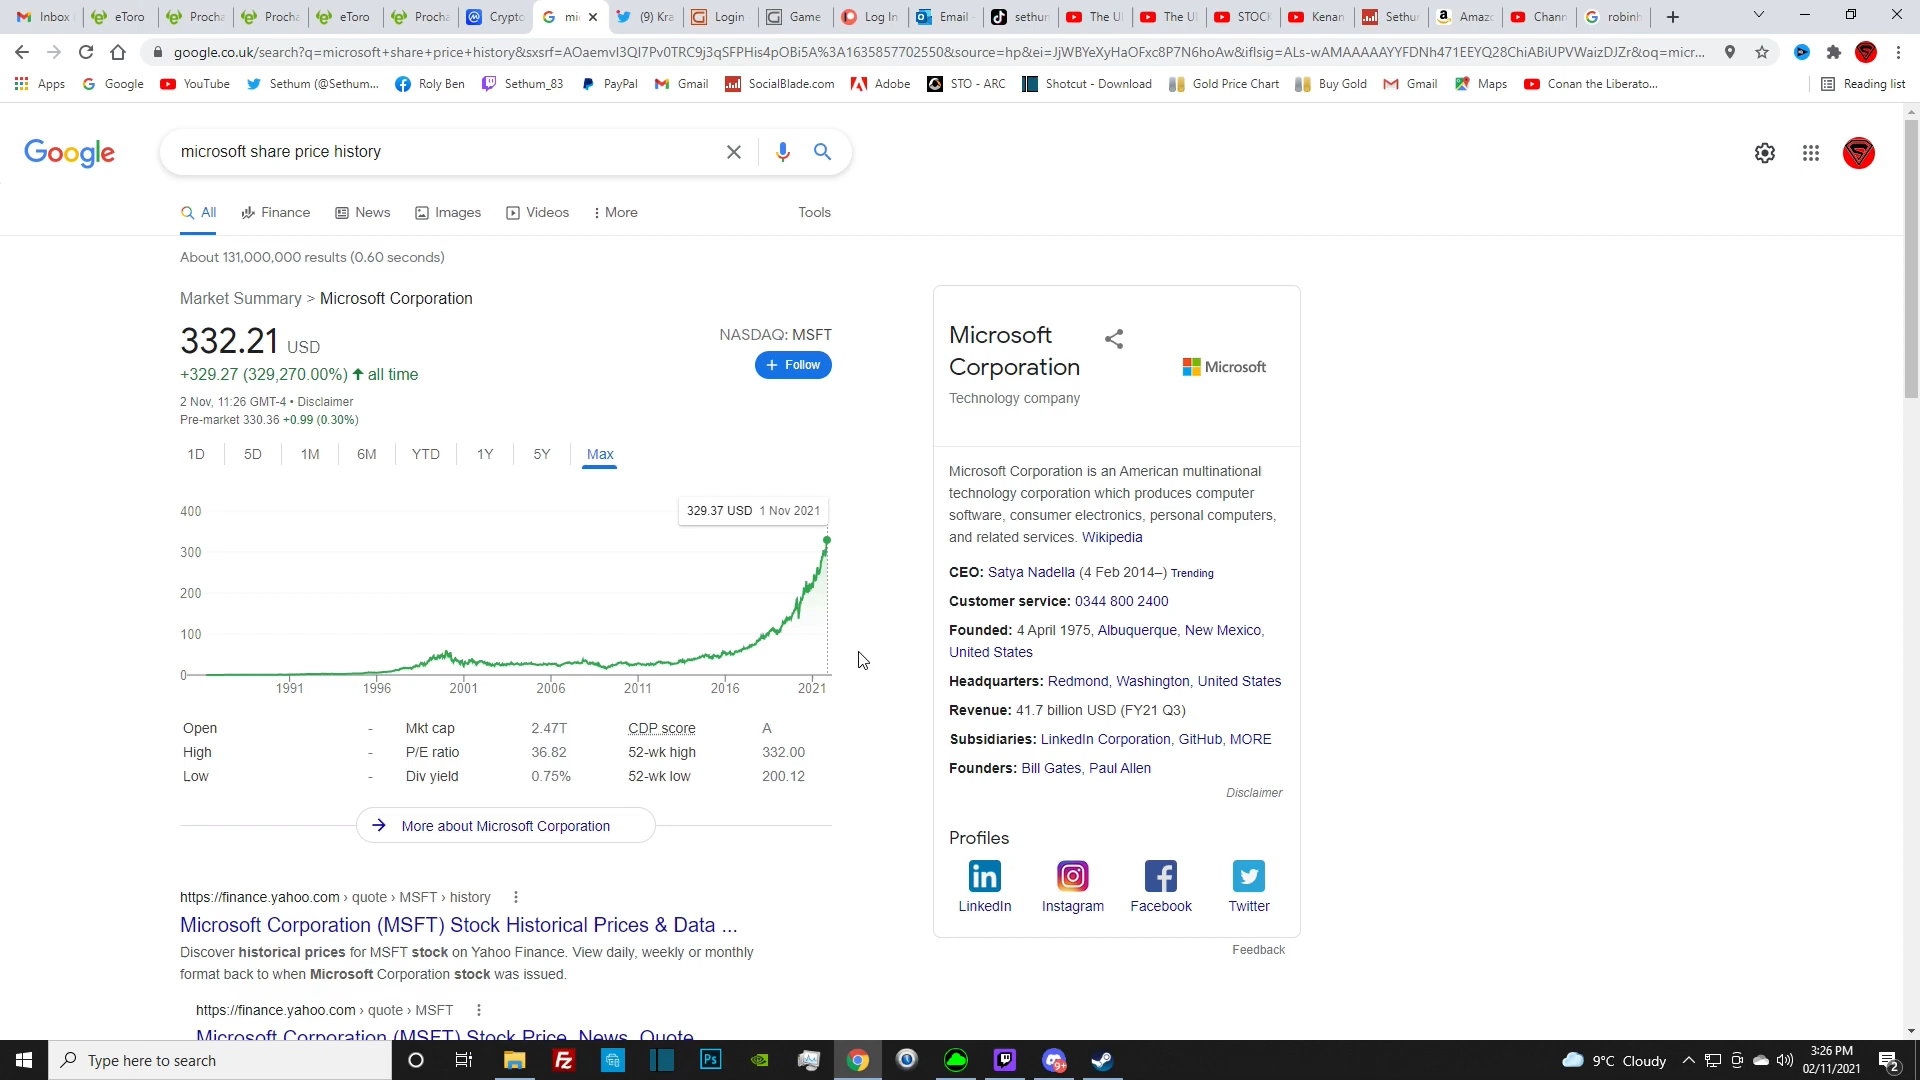 Inbox eToro Procha Procha eToro Procha Crypto mi (9) Kra Login Game Log In Email - sethun The Ul The Ul STOCK Kenan Sethu Amazo Chann robinh
google.co.uk/search?q=microsoft+share+price+history&sxsrf=AOaemvI3QI7Pv0TRC9j3qSFPHis4pOBi5A%3A1635857702550&source=hp&ei=JjWBYeXyHaOFxc8P7N6hoAw&iflsig=ALs-wAMAAAAAYYFDNh471EEYQ28ChiABiUPVWaizDJZr&oq=micr...
Apps Google YouTube Sethum (@Sethum... Roly Ben Sethum_83 PayPal Gmail SocialBlade.com Adobe STO - ARC Shotcut - Download Gold Price Chart Buy Gold Gmail Maps Conan the Liberato... Reading list
Google microsoft share price history
All Finance News Images Videos More Tools
About 131,000,000 results (0.60 seconds)
Market Summary > Microsoft Corporation
332.21 USD
NASDAQ: MSFT
+ Follow
+329.27 (329,270.00%) ↑ all time
2 Nov, 11:26 GMT-4 • Disclaimer
Pre-market 330.36 +0.99 (0.30%)
1D 5D 1M 6M YTD 1Y 5Y Max
329.37 USD 1 Nov 2021
400
300
200
100
0
1991 1996 2001 2006 2011 2016 2021
Open - Mkt cap 2.47T CDP score A
High - P/E ratio 36.82 52-wk high 332.00
Low - Div yield 0.75% 52-wk low 200.12
More about Microsoft Corporation
https://finance.yahoo.com › quote › MSFT › history
Microsoft Corporation (MSFT) Stock Historical Prices & Data ...
Discover historical prices for MSFT stock on Yahoo Finance. View daily, weekly or monthly
format back to when Microsoft Corporation stock was issued.
https://finance.yahoo.com › quote › MSFT
Microsoft Corporation (MSFT) Stock Price, News, Quote
Microsoft
Corporation
Microsoft
Technology company
Microsoft Corporation is an American multinational
technology corporation which produces computer
software, consumer electronics, personal computers,
and related services. Wikipedia
CEO: Satya Nadella (4 Feb 2014–) Trending
Customer service: 0344 800 2400
Founded: 4 April 1975, Albuquerque, New Mexico,
United States
Headquarters: Redmond, Washington, United States
Revenue: 41.7 billion USD (FY21 Q3)
Subsidiaries: LinkedIn Corporation, GitHub, MORE
Founders: Bill Gates, Paul Allen
Disclaimer
Profiles
LinkedIn Instagram Facebook Twitter
Feedback
Type here to search
9°C Cloudy
3:26 PM
02/11/2021
2